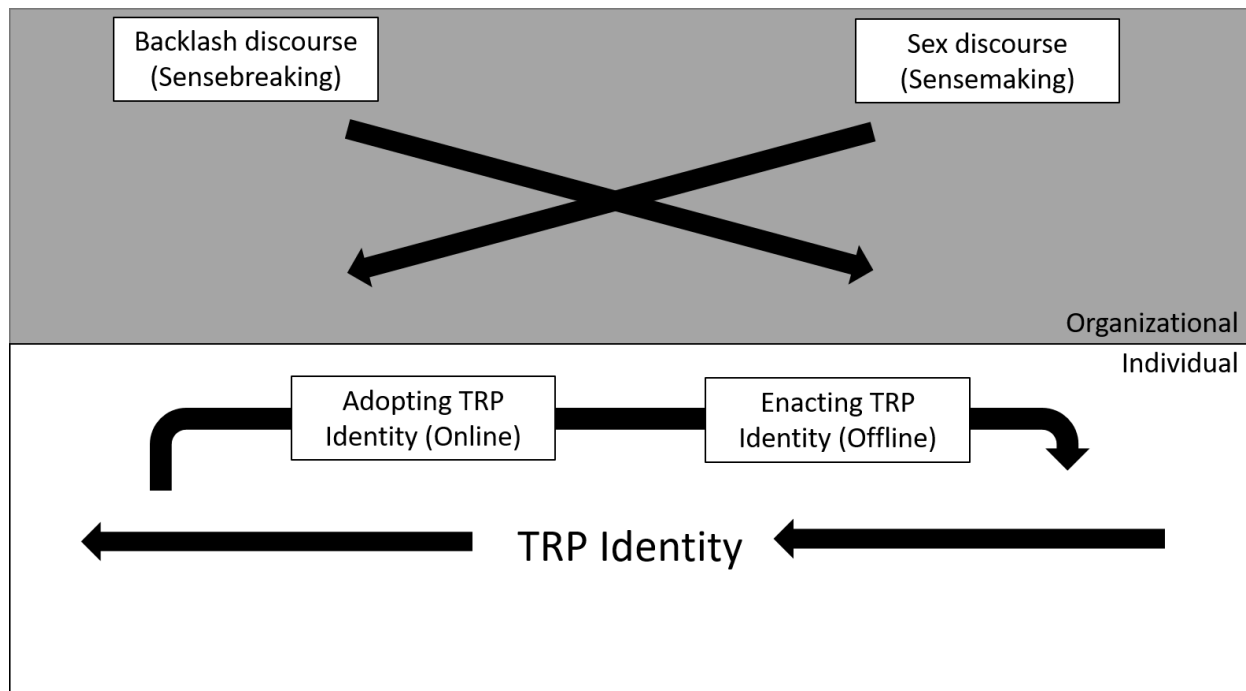 Backlash discourse
(Sensebreaking)
Sex discourse
(Sensemaking)
Organizational
Individual
Adopting TRP
Identity (Online)
Enacting TRP
Identity (Offline)
TRP Identity